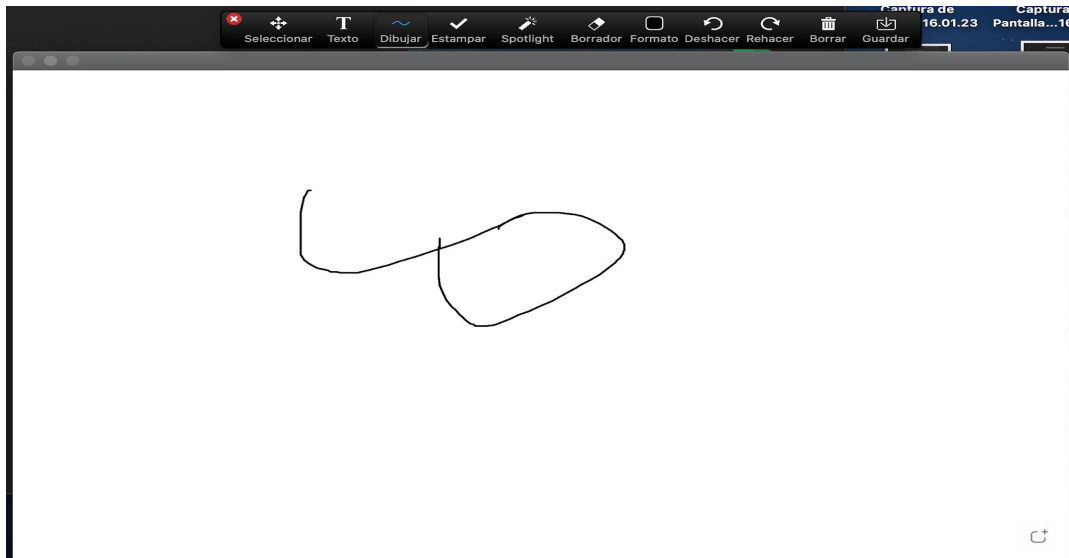 Captura de
16.01.23
Captura
Pantalla...16
Seleccionar Texto Dibujar Estampar Spotlight Borrador Formato Deshacer Rehacer Borrar Guardar